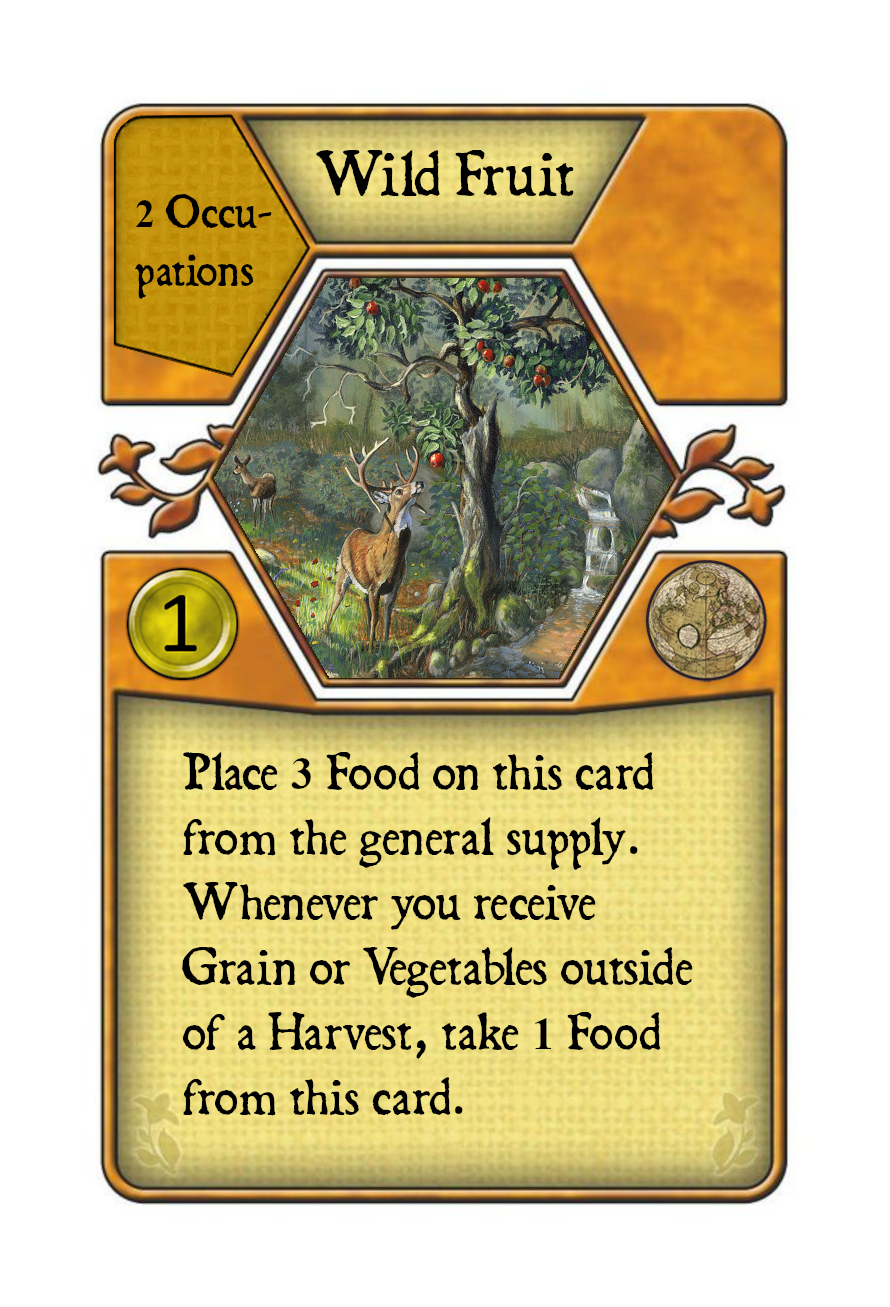 Wild Fruit
2 Occu-
pations
1
Place 3 Food on this card
from the general supply.
Whenever you receive
Grain or Vegetables outside
of a Harvest, take 1 Food
from this card.